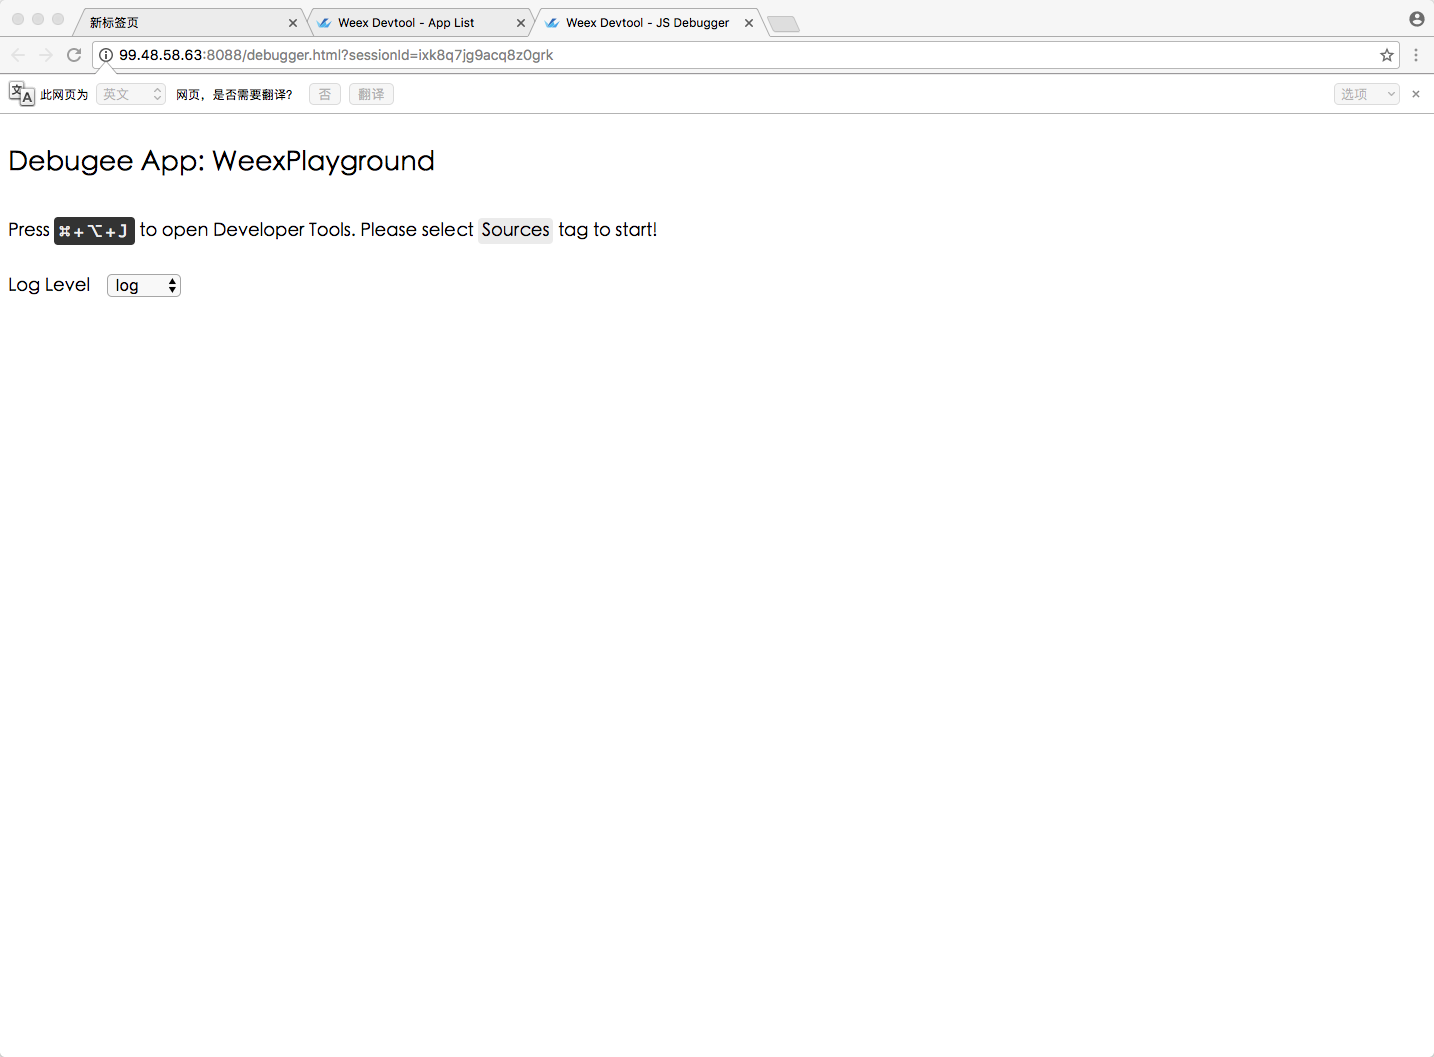 新标签页
Weex Devtool - App List
Weex Devtool - JS Debugger
99.48.58.63:8088/debugger.html?sessionId=ixk8q7jg9acq8z0grk
此网页为 英文 网页，是否需要翻译？ 否 翻译 选项
Debugee App: WeexPlayground
Press ⌘+⌥+J to open Developer Tools. Please select Sources tag to start!
Log Level log